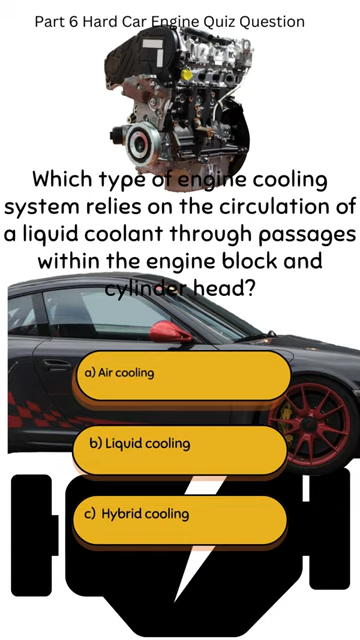 Part 6 Hard Car Engine Quiz Question
Which type of engine cooling
system relies on the circulation of
a liquid coolant through passages
within the engine block and
cylinder head?
a) Air cooling
b) Liquid cooling
c) Hybrid cooling